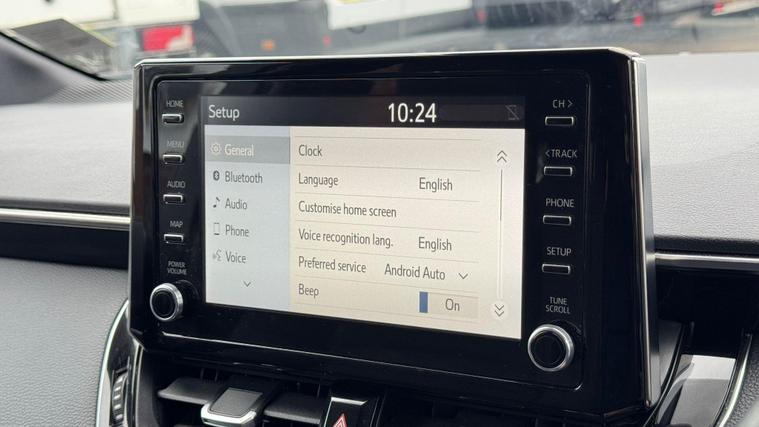 HOME
MENU
AUDIO
MAP
POWER
VOLUME
Setup
10:24
General
Bluetooth
Audio
Phone
Voice
Clock
Language English
Customise home screen
Voice recognition lang. English
Preferred service Android Auto
Beep On
CH >
< TRACK
PHONE
SETUP
TUNE
SCROLL